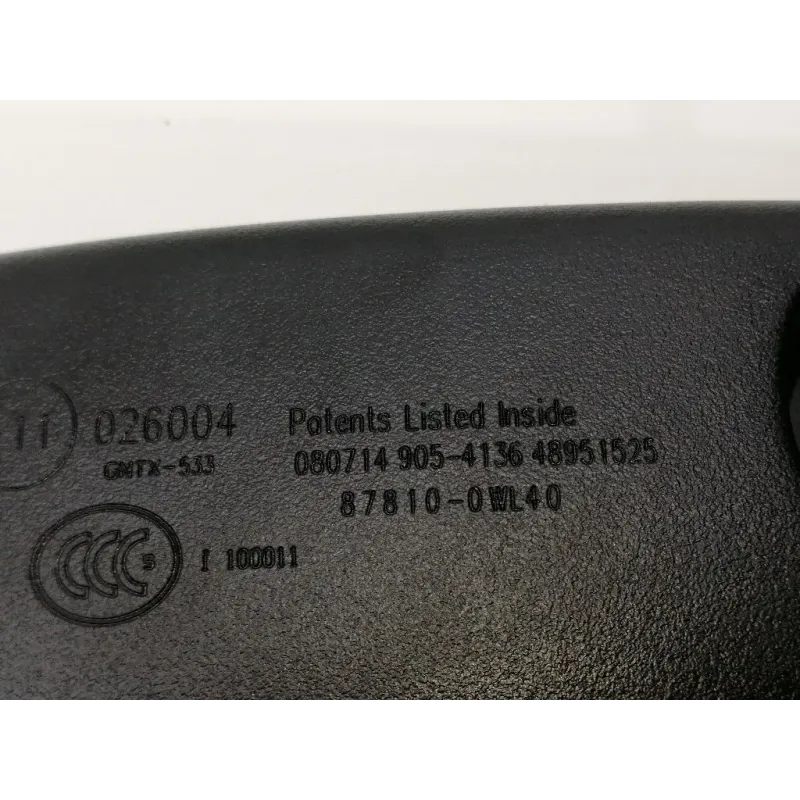 11 026004
GNTX-533
Patents Listed Inside
080714 905-4136 48951525
87810-0WL40
CCC S I 100011